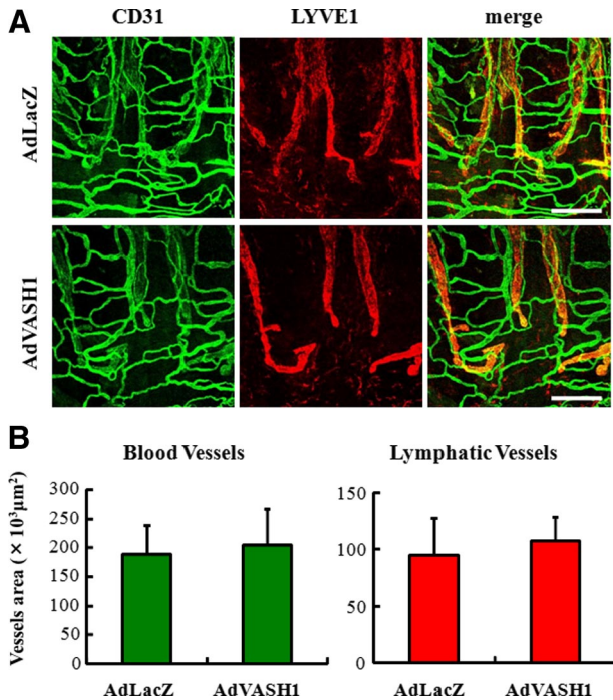 A
CD31 LYVE1 merge
AdLacZ
AdVASH1
B
Blood Vessels
Lymphatic Vessels
Vessels area (×10³μm²)
300
250
200
150
100
50
0
AdLacZ AdVASH1
150
100
50
0
AdLacZ AdVASH1